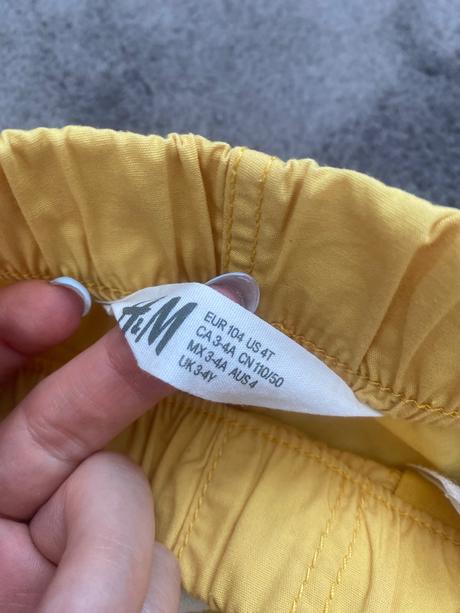 H&M
EUR 104 US 4T
CA 3-4A CN 110/50
MX 3-4A AUS 4
UK 3-4Y